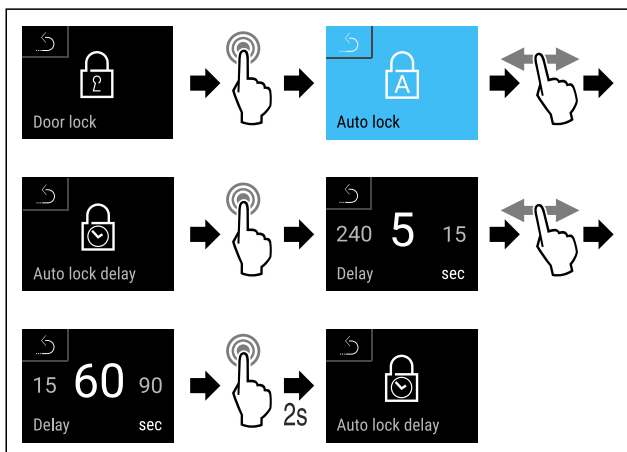 Door lock
A
Auto lock
Auto lock delay
240 5 15
Delay sec
15 60 90
Delay sec
2s
Auto lock delay